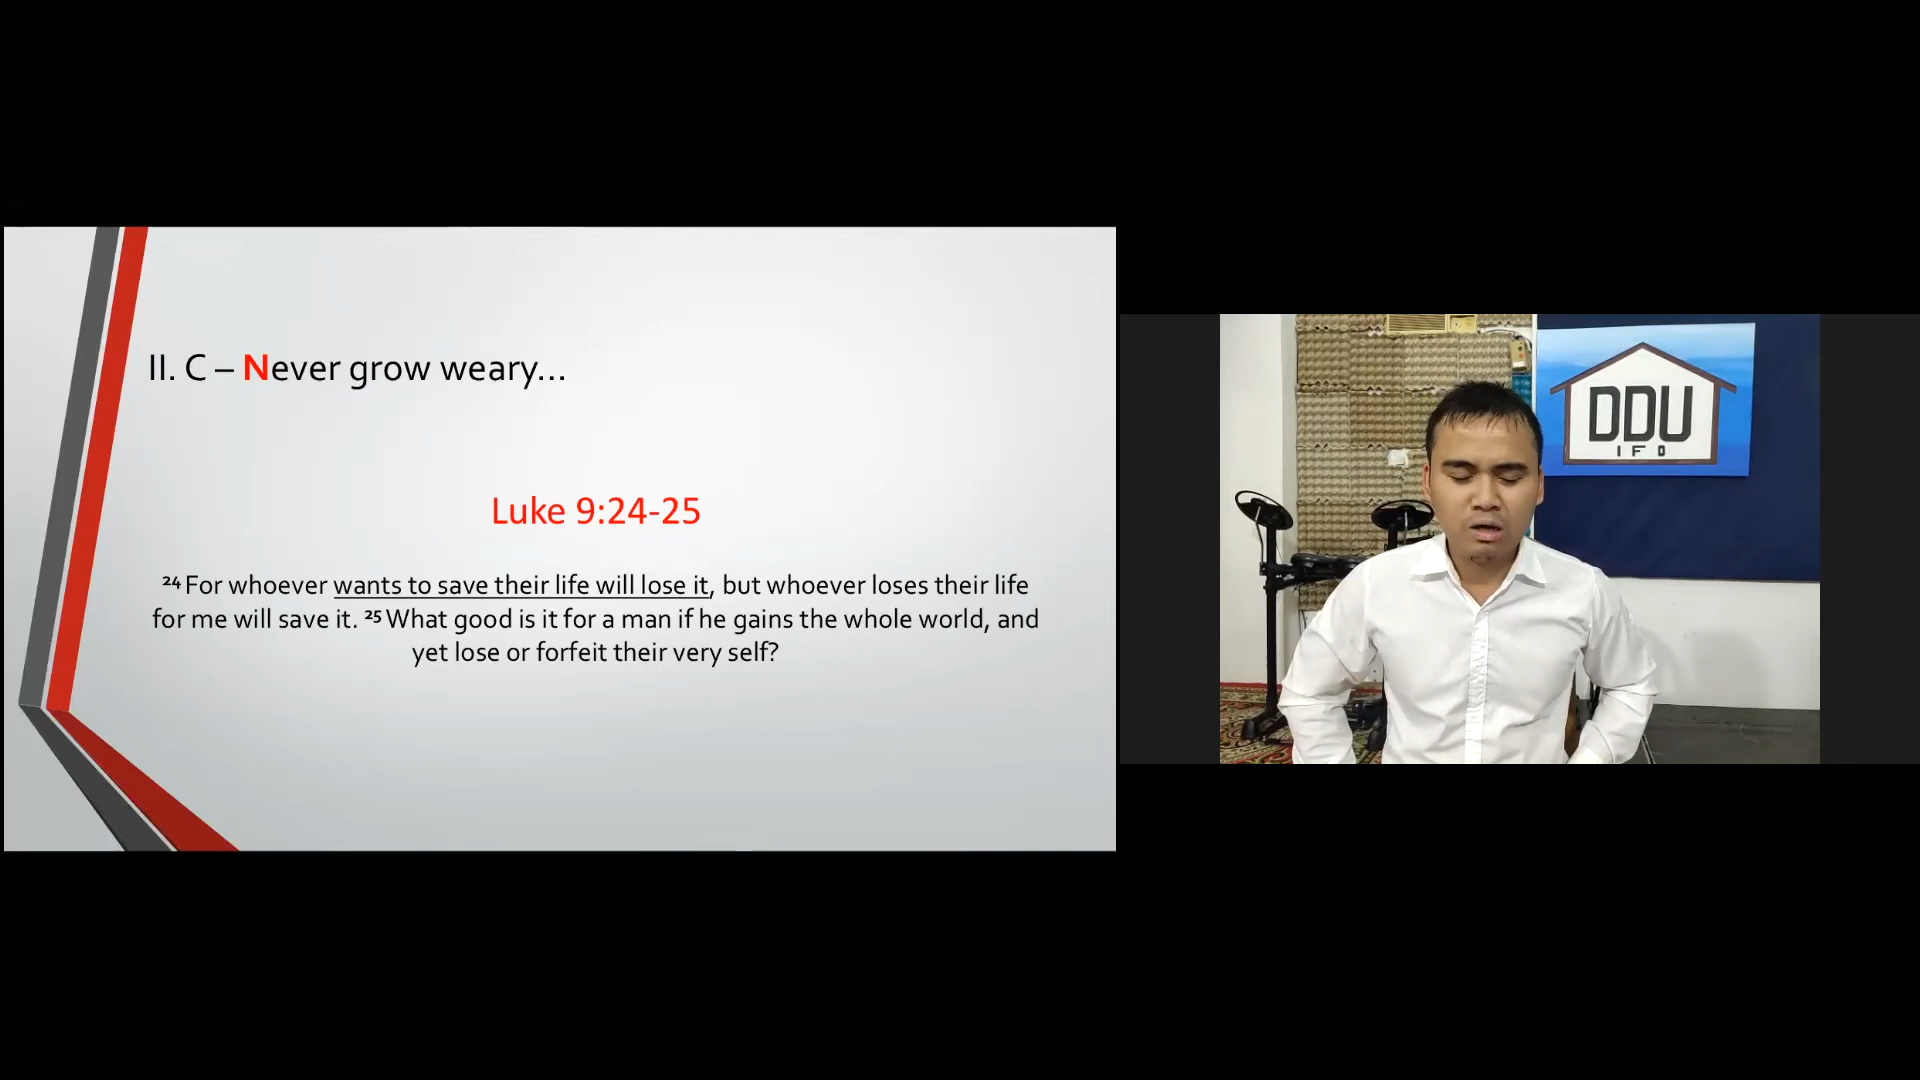 II. C – Never grow weary...
Luke 9:24-25
²⁴ For whoever wants to save their life will lose it, but whoever loses their life
for me will save it. ²⁵ What good is it for a man if he gains the whole world, and
yet lose or forfeit their very self?
DDU
IFO